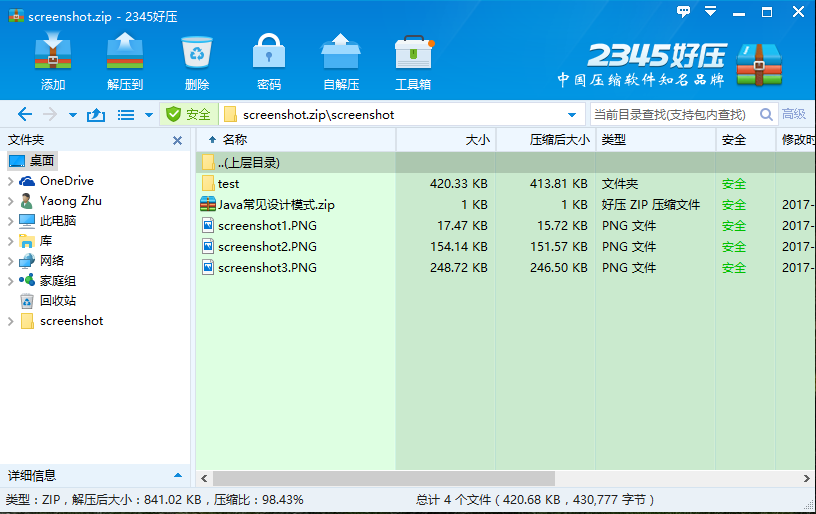 screenshot.zip - 2345好压
添加 解压到 删除 密码 自解压 工具箱
2345好压
中国压缩软件知名品牌
安全 screenshot.zip\screenshot 当前目录查找(支持包内查找) 高级
文件夹
桌面
OneDrive
Yaong Zhu
此电脑
库
网络
家庭组
回收站
screenshot
名称 大小 压缩后大小 类型 安全 修改时
..(上层目录)
test 420.33 KB 413.81 KB 文件夹 安全
Java常见设计模式.zip 1 KB 1 KB 好压 ZIP 压缩文件 安全 2017-
screenshot1.PNG 17.47 KB 15.72 KB PNG 文件 安全 2017-
screenshot2.PNG 154.14 KB 151.57 KB PNG 文件 安全 2017-
screenshot3.PNG 248.72 KB 246.50 KB PNG 文件 安全 2017-
详细信息
类型：ZIP，解压后大小：841.02 KB，压缩比：98.43%
总计 4 个文件（420.68 KB，430,777 字节）